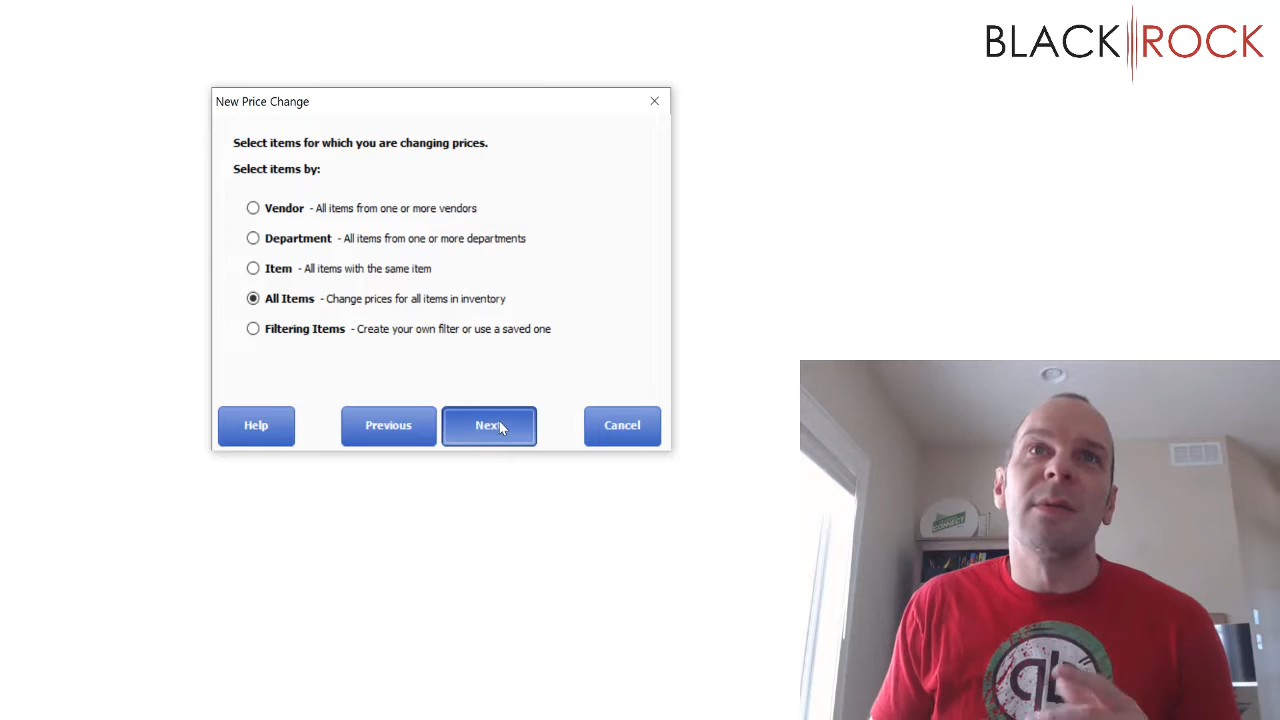 BLACK ROCK
New Price Change
Select items for which you are changing prices.
Select items by:
Vendor - All items from one or more vendors
Department - All items from one or more departments
Item - All items with the same item
All Items - Change prices for all items in inventory
Filtering Items - Create your own filter or use a saved one
Help
Previous
Next
Cancel
CONNECT
qb